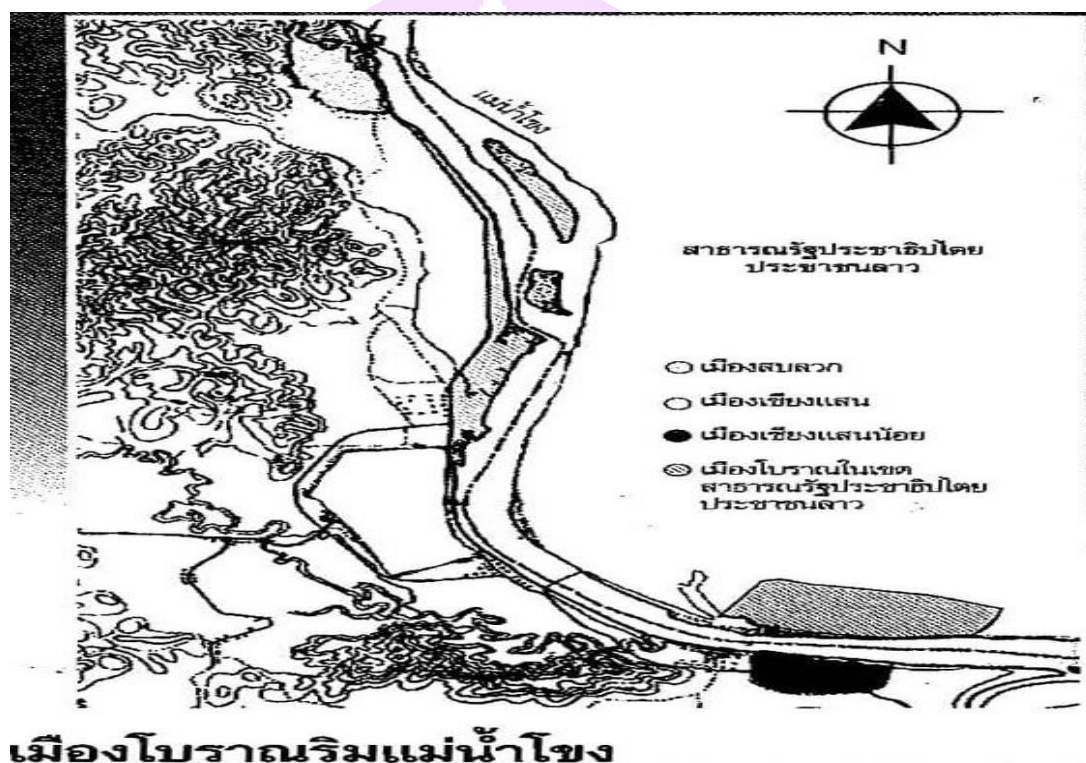 N
แม่น้ำโขง
สาธารณรัฐประชาธิปไตย
ประชาชนลาว
เมืองสบลวก
เมืองเชียงแสน
เมืองเชียงแสนน้อย
เมืองโบราณในเขต
สาธารณรัฐประชาธิปไตย
ประชาชนลาว
เมืองโบราณริมแม่น้ำโขง